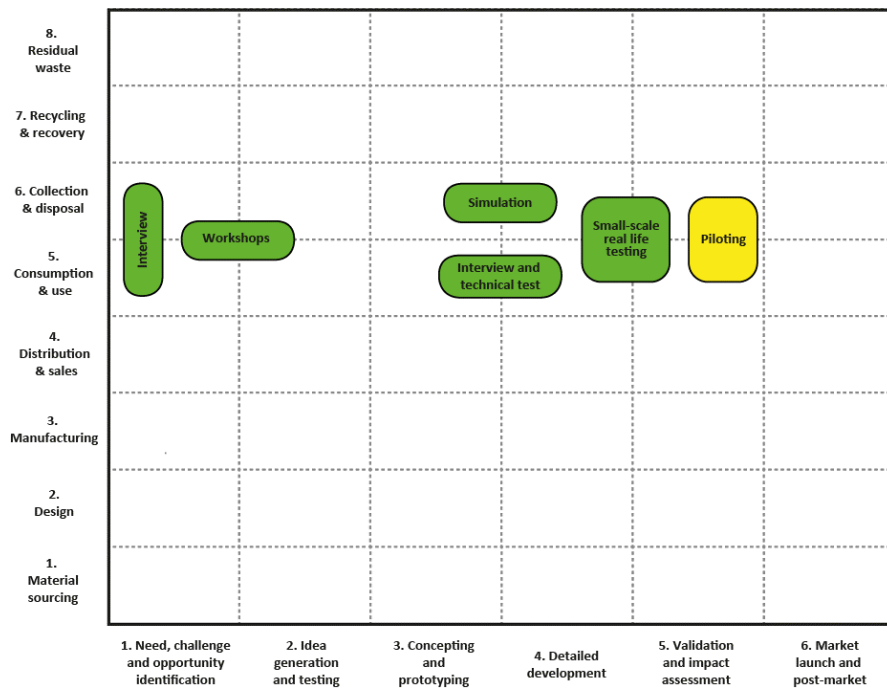 8.
Residual
waste
7. Recycling
& recovery
6. Collection
& disposal
5.
Consumption
& use
4.
Distribution
& sales
3.
Manufacturing
2.
Design
1.
Material
sourcing
Interview
Workshops
Simulation
Interview and
technical test
Small-scale
real life
testing
Piloting
1. Need, challenge
and opportunity
identification
2. Idea
generation
and testing
3. Concepting
and
prototyping
4. Detailed
development
5. Validation
and impact
assessment
6. Market
launch and
post-market